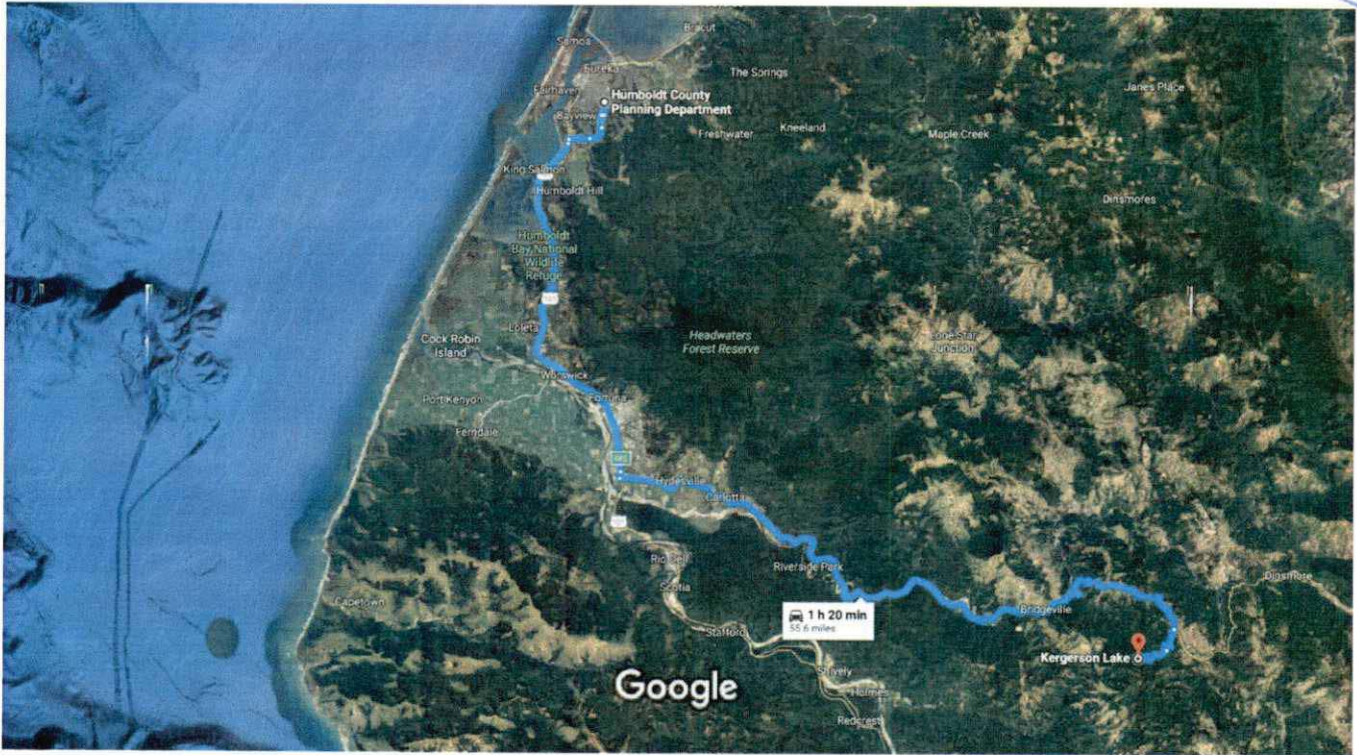 Samoa
Bracut
Eureka
The Springs
Fairhaven
Humboldt County
Planning Department
Janes Place
Bayview
Freshwater
Kneeland
Maple Creek
King Salmon
Humboldt Hill
Dinsmores
Humboldt
Bay National
Wildlife
Refuge
Loleta
Cock Robin
Island
Headwaters
Forest Reserve
Lone Star
Junction
Worswick
Port Kenyon
Fortuna
Ferndale
Hydesville
Carlotta
Rio Dell
Riverside Park
Scotia
Dinsmore
Capetown
1 h 20 min
55.6 miles
Bridgeville
Stafford
Kergerson Lake
Shively
Google
Holmes
Redcrest